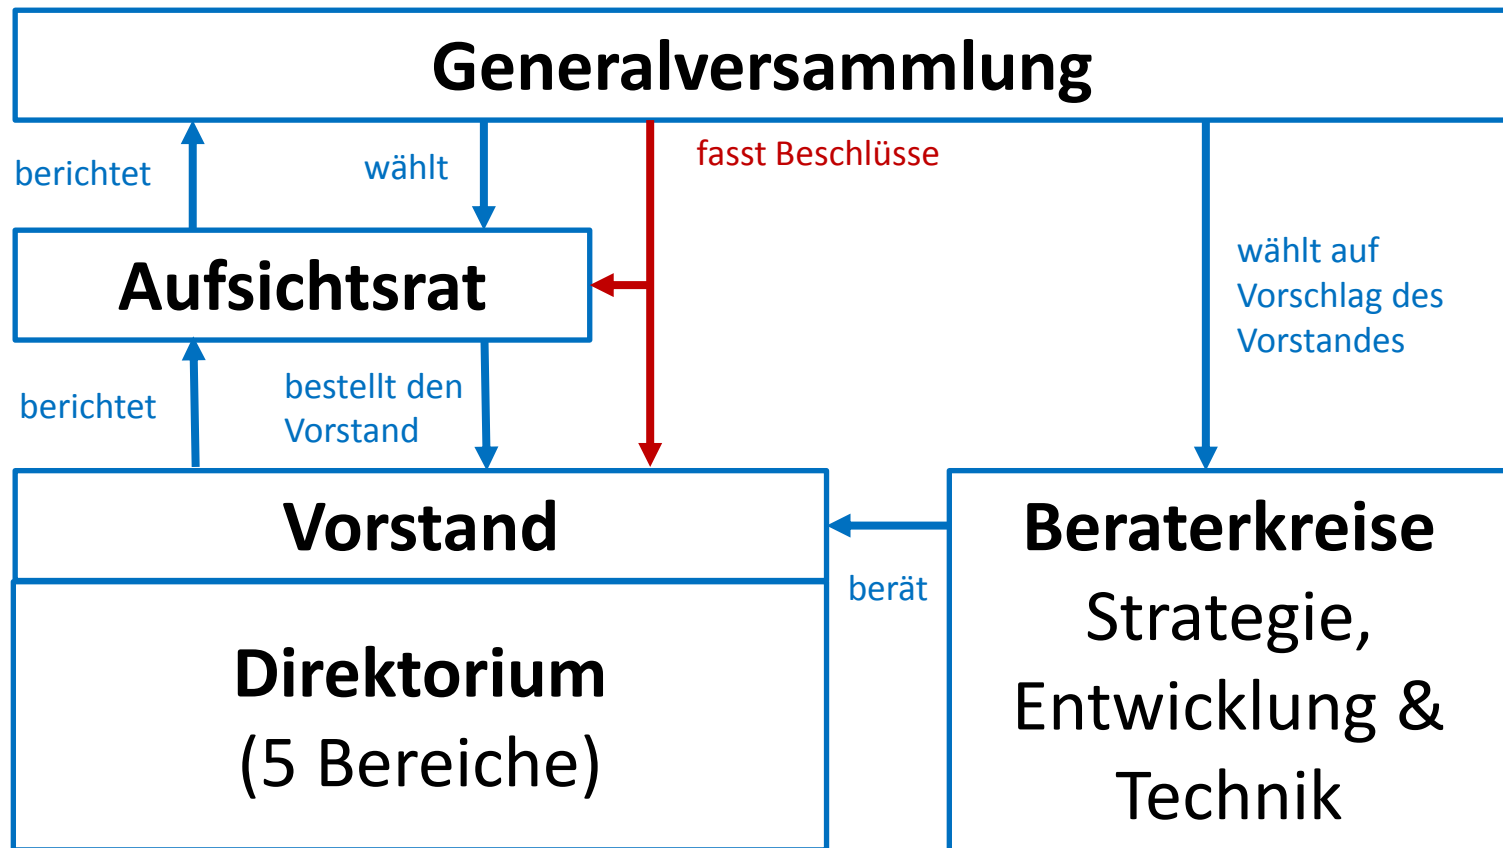 Generalversammlung
berichtet
wählt
fasst Beschlüsse
wählt auf
Vorschlag des
Vorstandes
Aufsichtsrat
berichtet
bestellt den
Vorstand
Vorstand
Direktorium
(5 Bereiche)
berät
Beraterkreise
Strategie,
Entwicklung &
Technik